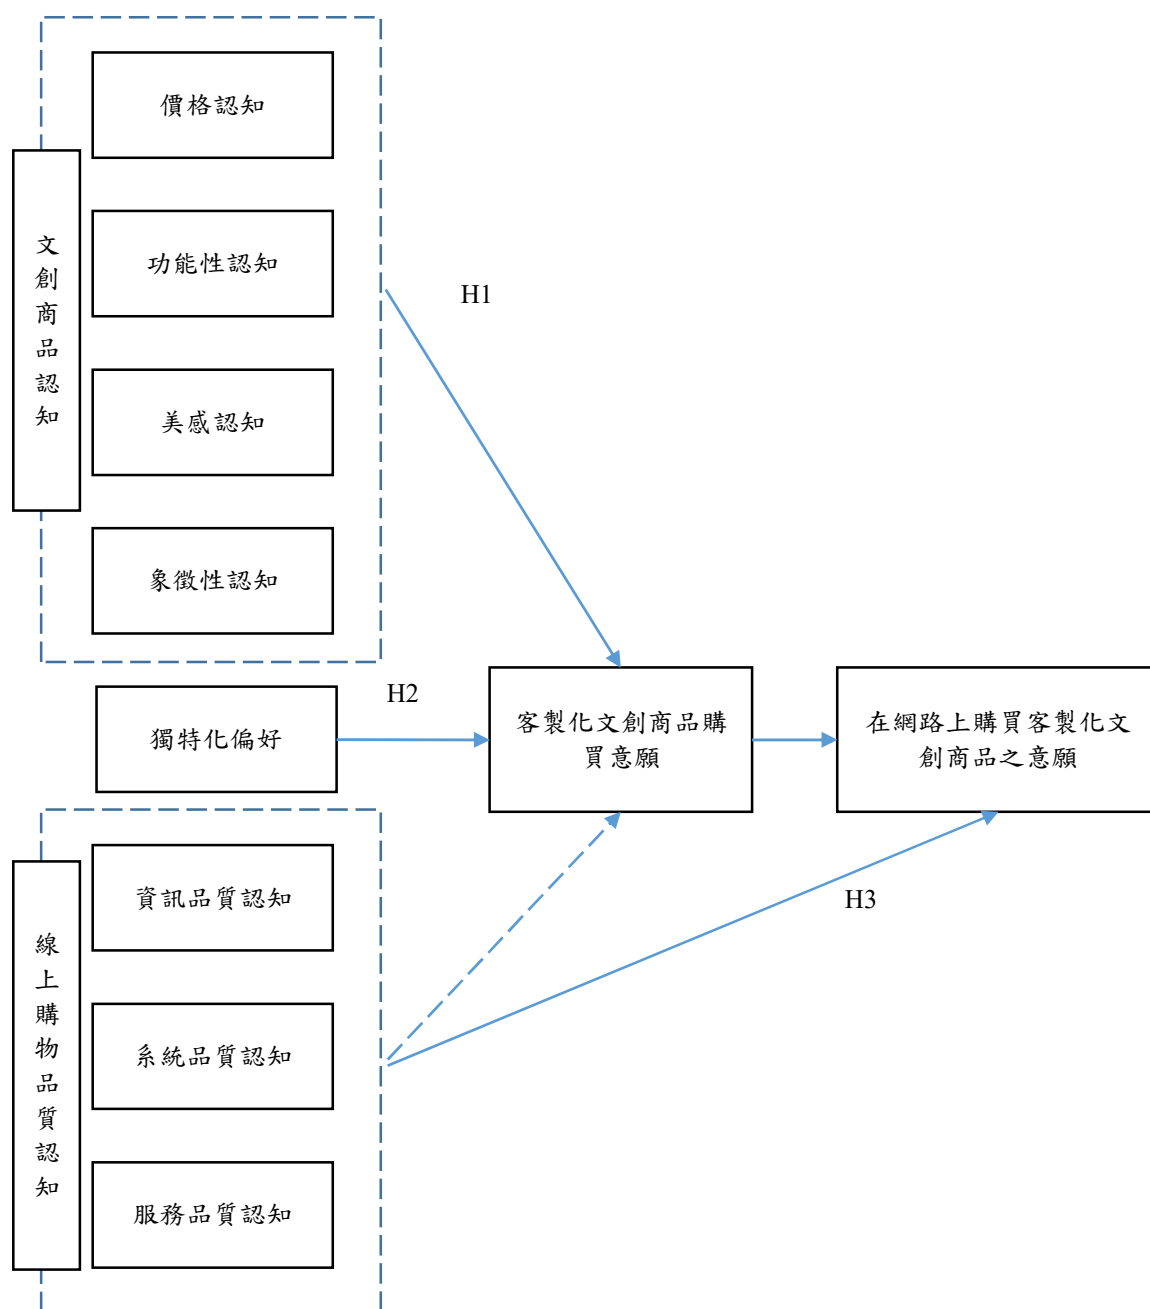 價格認知
文創商品認知
功能性認知
H1
美感認知
象徵性認知
H2
獨特化偏好
客製化文創商品購
買意願
在網路上購買客製化文
創商品之意願
資訊品質認知
H3
線上購物品質認知
系統品質認知
服務品質認知